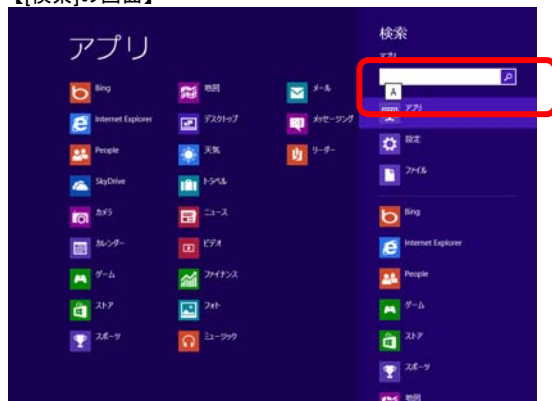 【[検索]の画面】
アプリ
Bing
Internet Explorer
People
SkyDrive
カメラ
カレンダー
ゲーム
ストア
スポーツ
地図
デスクトップ
天気
トラベル
ニュース
ビデオ
ファイナンス
フォト
ミュージック
メール
メッセージング
リーダー
検索
アプリ
A
アプリ
設定
ファイル
Bing
Internet Explorer
People
ゲーム
ストア
スポーツ
地図